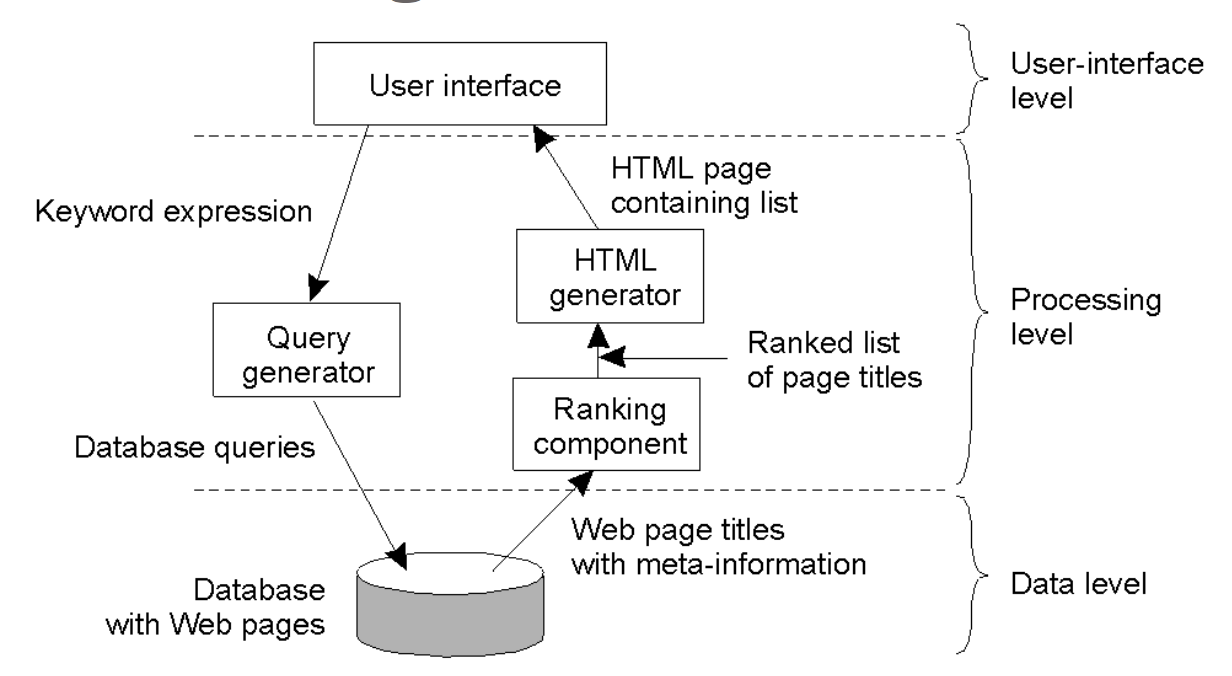 User interface
User-interface
level
HTML page
containing list
Keyword expression
HTML
generator
Processing
level
Query
generator
Ranked list
of page titles
Ranking
component
Database queries
Web page titles
with meta-information
Database
with Web pages
Data level